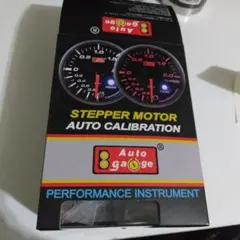 Auto
gauge
STEPPER MOTOR
AUTO CALIBRATION
Auto
gauge
®
PERFORMANCE INSTRUMENT